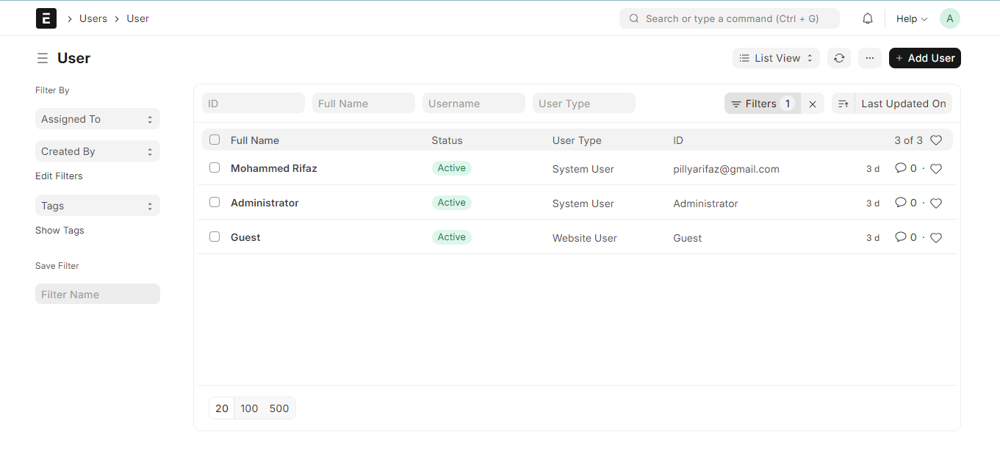 E Users User Search or type a command (Ctrl + G) Help A
User List View ··· + Add User
Filter By
Assigned To
Created By
Edit Filters
Tags
Show Tags
Save Filter
Filter Name
ID Full Name Username User Type Filters 1 Last Updated On
Full Name Status User Type ID 3 of 3
Mohammed Rifaz Active System User pillyarifaz@gmail.com 3 d 0 ·
Administrator Active System User Administrator 3 d 0 ·
Guest Active Website User Guest 3 d 0 ·
20 100 500